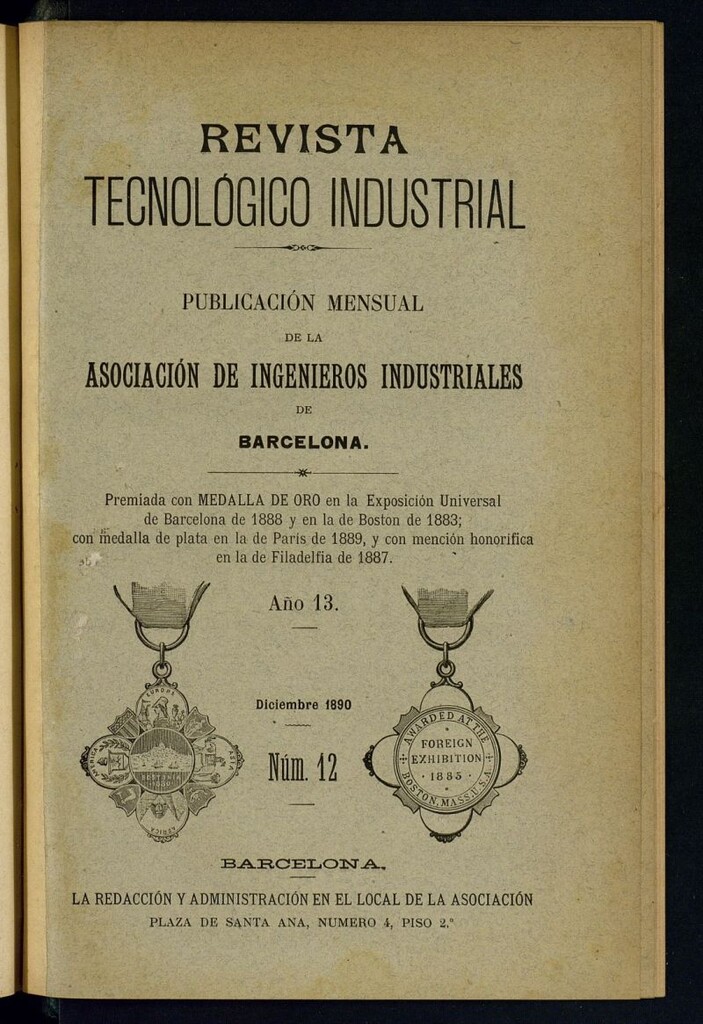 REVISTA
TECNOLÓGICO INDUSTRIAL
PUBLICACIÓN MENSUAL
DE LA
ASOCIACIÓN DE INGENIEROS INDUSTRIALES
DE
BARCELONA.
Premiada con MEDALLA DE ORO en la Exposición Universal
de Barcelona de 1888 y en la de Boston de 1883;
con medalla de plata en la de París de 1889, y con mención honorífica
en la de Filadelfia de 1887.
Año 13.
EUROPA
AMERICA
ASIA
AFRICA
Diciembre 1890
Núm. 12
AWARDED AT THE
FOREIGN
EXHIBITION
· 1883 ·
BOSTON, MASS. U.S.A.
BARCELONA.
LA REDACCIÓN Y ADMINISTRACIÓN EN EL LOCAL DE LA ASOCIACIÓN
PLAZA DE SANTA ANA, NUMERO 4, PISO 2.º